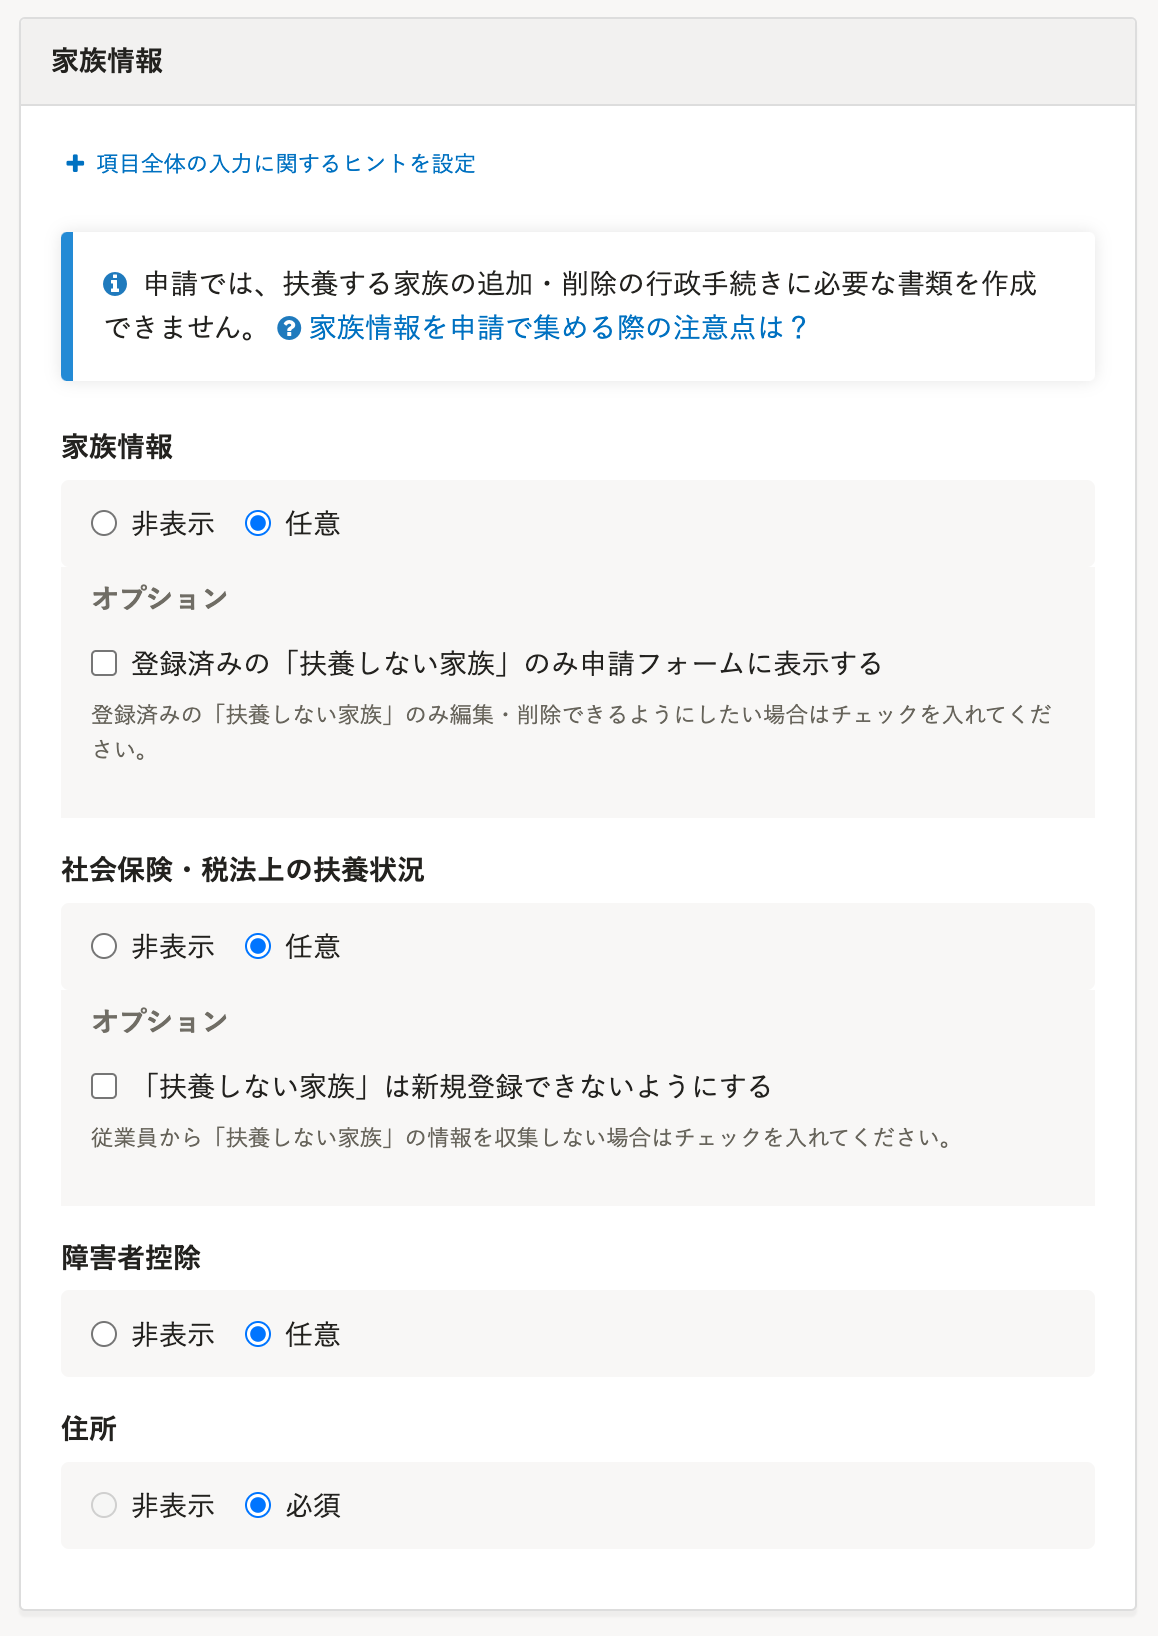 家族情報
項目全体の入力に関するヒントを設定
申請では、扶養する家族の追加・削除の行政手続きに必要な書類を作成
できません。 家族情報を申請で集める際の注意点は？
家族情報
非表示 任意
オプション
登録済みの「扶養しない家族」のみ申請フォームに表示する
登録済みの「扶養しない家族」のみ編集・削除できるようにしたい場合はチェックを入れてくだ
さい。
社会保険・税法上の扶養状況
非表示 任意
オプション
「扶養しない家族」は新規登録できないようにする
従業員から「扶養しない家族」の情報を収集しない場合はチェックを入れてください。
障害者控除
非表示 任意
住所
非表示 必須